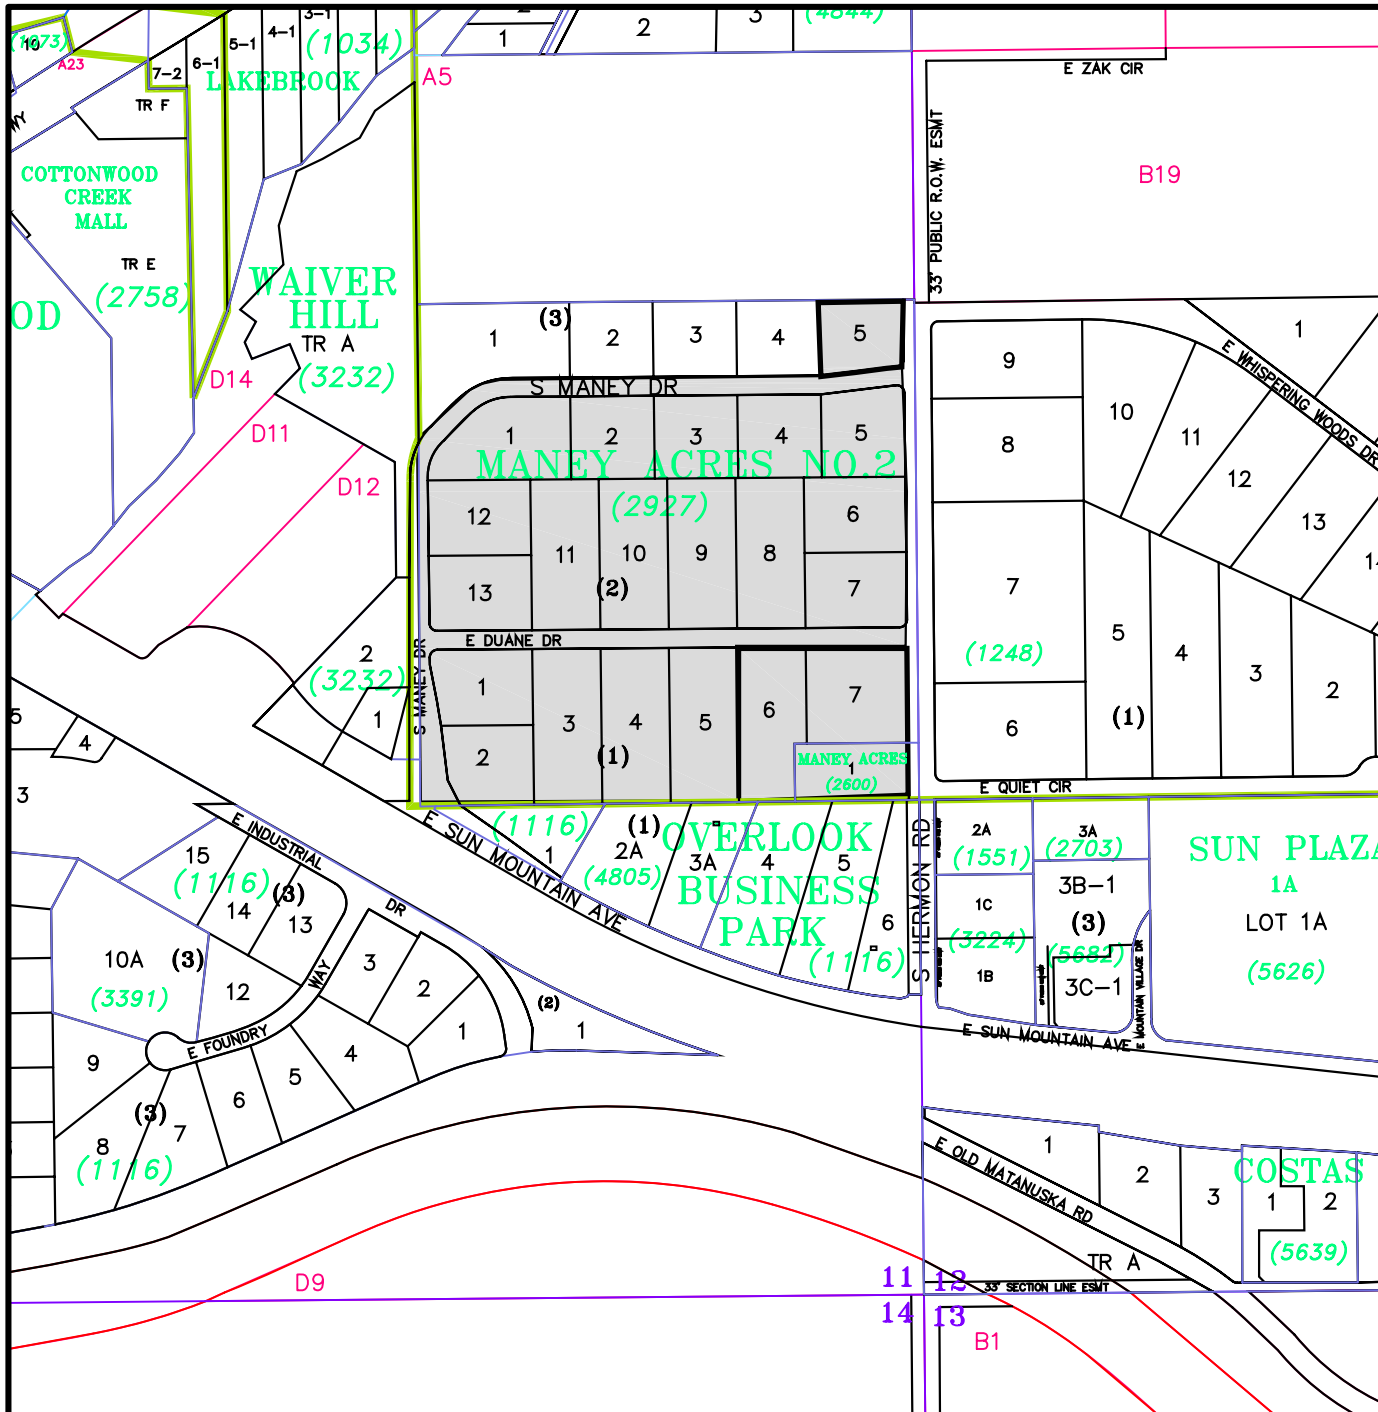 2
1
2
3
(4844)
19
(1073)
A23
7-2
6-1
5-1
4-1
3-1
(1034)
LAKEBROOK
A5
E ZAK CIR
TR F
WY
COTTONWOOD
CREEK
MALL
TR E
(2758)
OD
33' PUBLIC R.O.W. ESMT
B19
WAIVER
HILL
TR A
(3232)
D14
D11
D12
1
(3)
2
3
4
5
S MANEY DR
1
2
3
4
5
MANEY ACRES NO.2
(2927)
12
11
10
9
8
6
13
(2)
7
E DUANE DR
S MANEY DR
1
2
3
4
5
6
7
(1)
MANEY ACRES
1
(2600)
9
8
7
(1248)
6
10
11
12
13
1
E WHISPERING WOODS DR
5
4
3
2
(1)
E QUIET CIR
2
(3232)
1
5
4
3
E INDUSTRIAL
DR
15
(1116)
14
(3)
13
E SUN MOUNTAIN AVE
(1116)
1
(1)
2A
(4805)
3A
4
5
6
OVERLOOK
BUSINESS
PARK
(1116)
S HERMON RD
2A
(1551)
1C
(3224)
1B
3A
(2703)
3B-1
(3)
(5682)
3C-1
E MOUNTAIN VILLAGE DR
SUN PLAZA
1A
LOT 1A
(5626)
10A
(3)
(3391)
12
WAY
E FOUNDRY
3
2
1
(2)
1
E SUN MOUNTAIN AVE
9
8
(3)
7
6
5
4
(1116)
E OLD MATANUSKA RD
1
2
3
COSTAS
1
2
(5639)
TR A
D9
11
12
33' SECTION LINE ESMT
14
13
B1